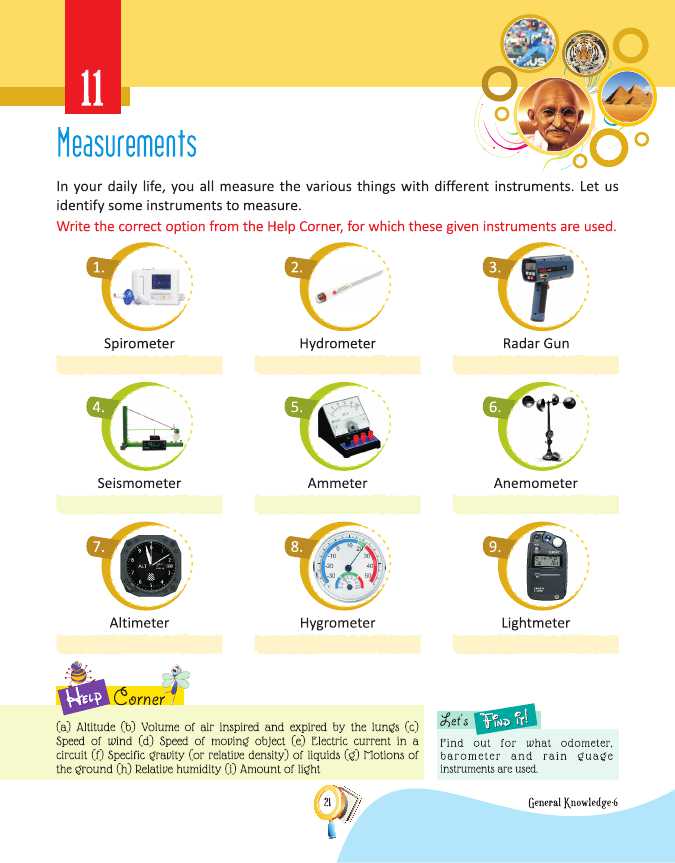 11
Measurements
In your daily life, you all measure the various things with different instruments. Let us
identify some instruments to measure.
Write the correct option from the Help Corner, for which these given instruments are used.
1.
2.
3.
Spirometer
Hydrometer
Radar Gun
4.
5.
6.
Seismometer
Ammeter
Anemometer
7.
8.
9.
Altimeter
Hygrometer
Lightmeter
Help Corner
(a) Altitude (b) Volume of air inspired and expired by the lungs (c)
Speed of wind (d) Speed of moving object (e) Electric current in a
circuit (f) Specific gravity (or relative density) of liquids (g) Motions of
the ground (h) Relative humidity (i) Amount of light
Let's Find it!
Find out for what odometer,
barometer and rain guage
instruments are used.
21
General Knowledge-6